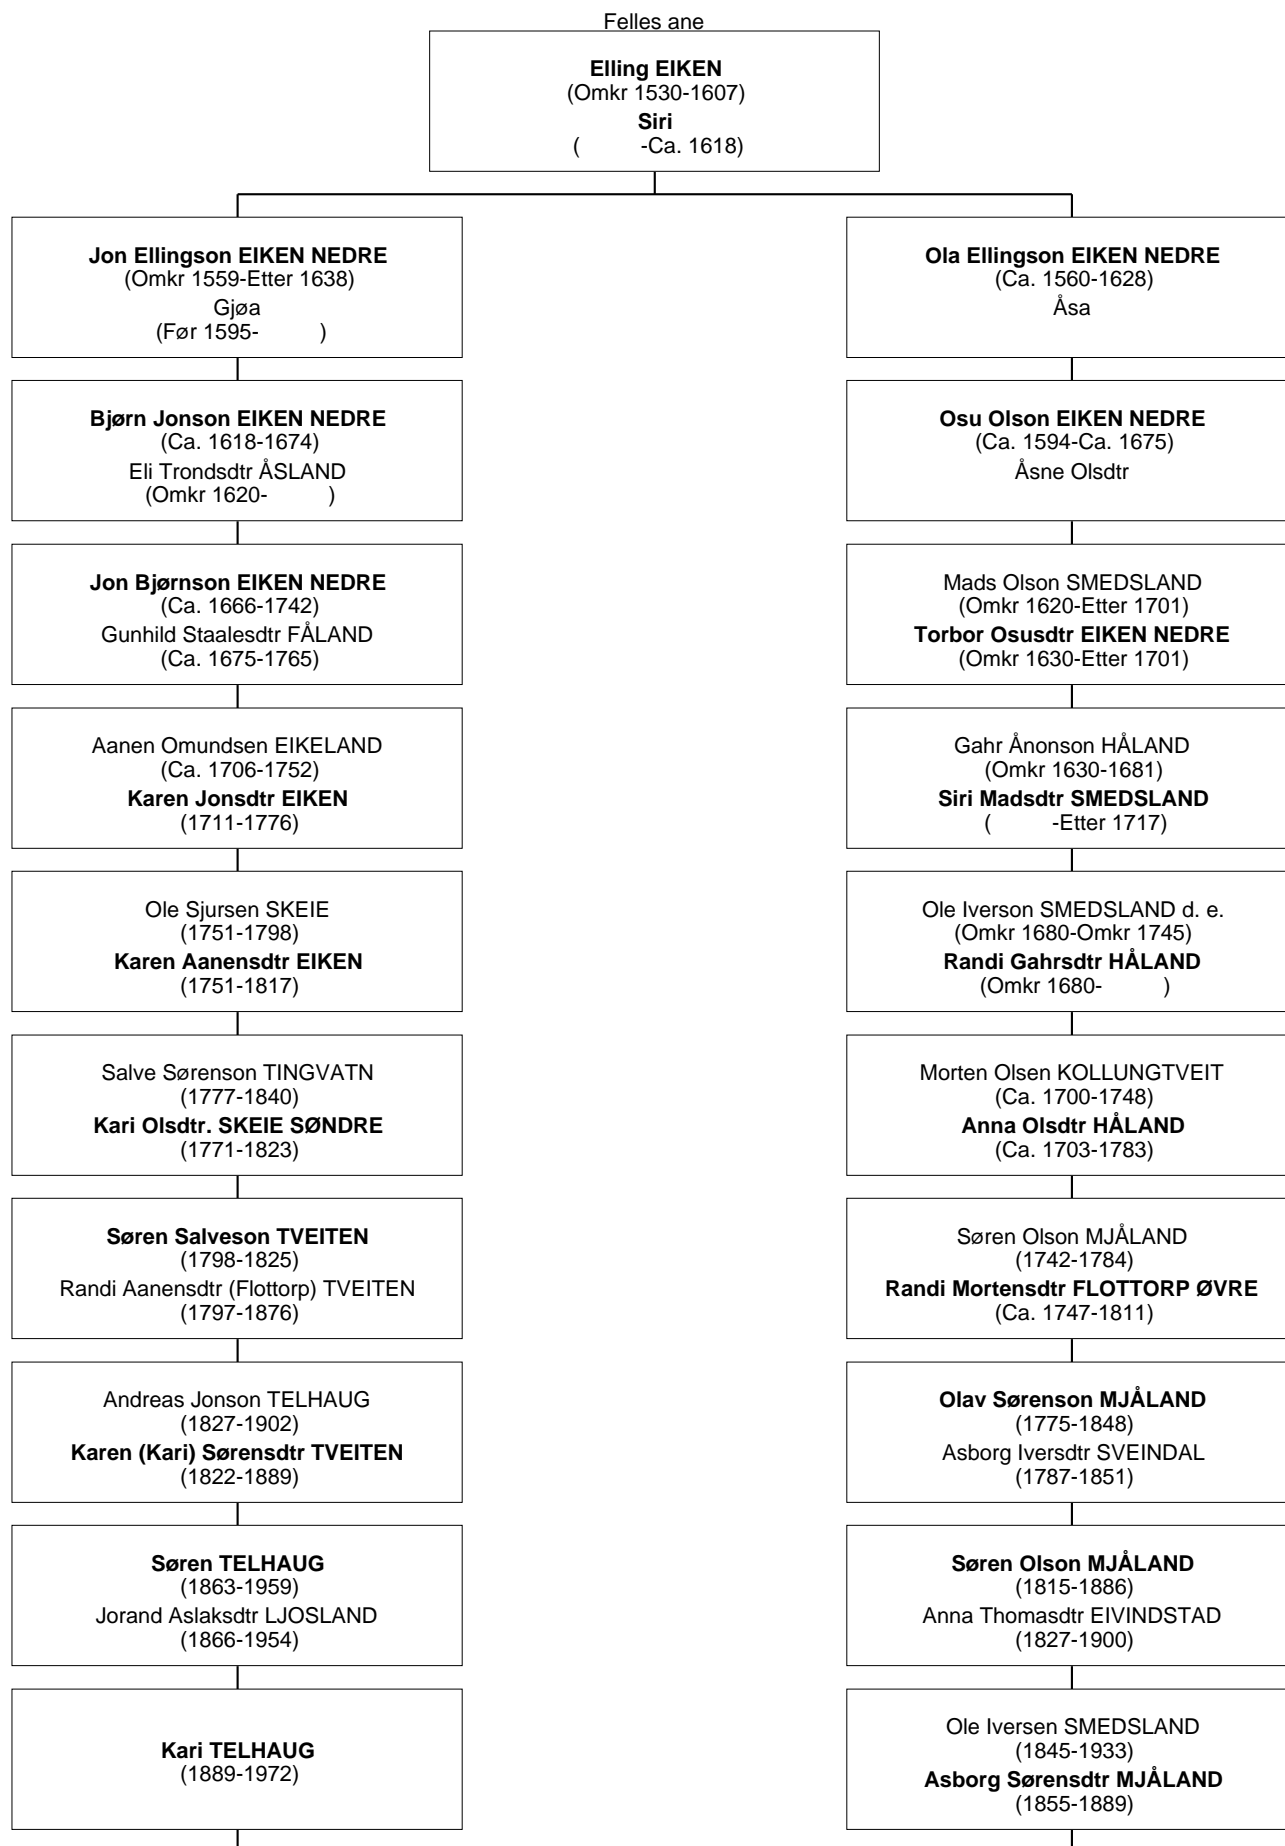 Felles ane
Elling EIKEN
(Omkr 1530-1607)
Siri
( -Ca. 1618)
Jon Ellingson EIKEN NEDRE
(Omkr 1559-Etter 1638)
Gjøa
(Før 1595- )
Ola Ellingson EIKEN NEDRE
(Ca. 1560-1628)
Åsa
Bjørn Jonson EIKEN NEDRE
(Ca. 1618-1674)
Eli Trondsdtr ÅSLAND
(Omkr 1620- )
Osu Olson EIKEN NEDRE
(Ca. 1594-Ca. 1675)
Åsne Olsdtr
Jon Bjørnson EIKEN NEDRE
(Ca. 1666-1742)
Gunhild Staalesdtr FÅLAND
(Ca. 1675-1765)
Mads Olson SMEDSLAND
(Omkr 1620-Etter 1701)
Torbor Osusdtr EIKEN NEDRE
(Omkr 1630-Etter 1701)
Aanen Omundsen EIKELAND
(Ca. 1706-1752)
Karen Jonsdtr EIKEN
(1711-1776)
Gahr Ånonson HÅLAND
(Omkr 1630-1681)
Siri Madsdtr SMEDSLAND
( -Etter 1717)
Ole Sjursen SKEIE
(1751-1798)
Karen Aanensdtr EIKEN
(1751-1817)
Ole Iverson SMEDSLAND d. e.
(Omkr 1680-Omkr 1745)
Randi Gahrsdtr HÅLAND
(Omkr 1680- )
Salve Sørenson TINGVATN
(1777-1840)
Kari Olsdtr. SKEIE SØNDRE
(1771-1823)
Morten Olsen KOLLUNGTVEIT
(Ca. 1700-1748)
Anna Olsdtr HÅLAND
(Ca. 1703-1783)
Søren Salveson TVEITEN
(1798-1825)
Randi Aanensdtr (Flottorp) TVEITEN
(1797-1876)
Søren Olson MJÅLAND
(1742-1784)
Randi Mortensdtr FLOTTORP ØVRE
(Ca. 1747-1811)
Andreas Jonson TELHAUG
(1827-1902)
Karen (Kari) Sørensdtr TVEITEN
(1822-1889)
Olav Sørenson MJÅLAND
(1775-1848)
Asborg Iversdtr SVEINDAL
(1787-1851)
Søren TELHAUG
(1863-1959)
Jorand Aslaksdtr LJOSLAND
(1866-1954)
Søren Olson MJÅLAND
(1815-1886)
Anna Thomasdtr EIVINDSTAD
(1827-1900)
Kari TELHAUG
(1889-1972)
Ole Iversen SMEDSLAND
(1845-1933)
Asborg Sørensdtr MJÅLAND
(1855-1889)